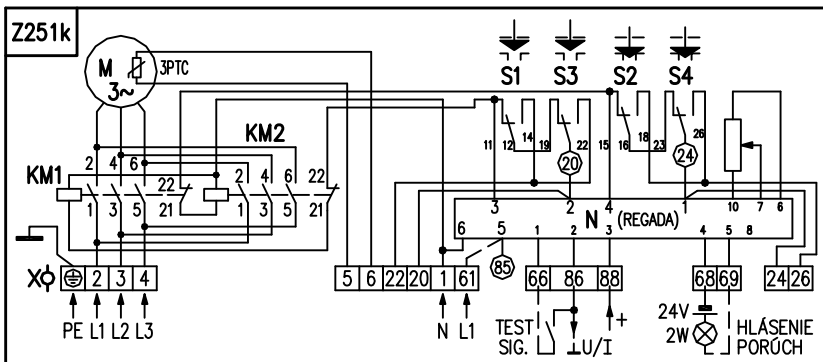 Z251k
M
3~
3PTC
S1 S3 S2 S4
KM2
KM1
2 4 6
22
21
1 3 5
2 4 6
22
21
1 3 5
11 12 14 19 22 15 16 18 23 26
20
24
3 2 4 1 10 7 6
N (REGADA)
6 5 1 2 3 4 5 8
85
X
2 3 4
5 6 22 20 1 61
66 86 88
68 69
24 26
PE L1 L2 L3
N L1
TEST
SIG.
⊥U/I
+
24V
2W
HLÁSENIE
PORÚCH